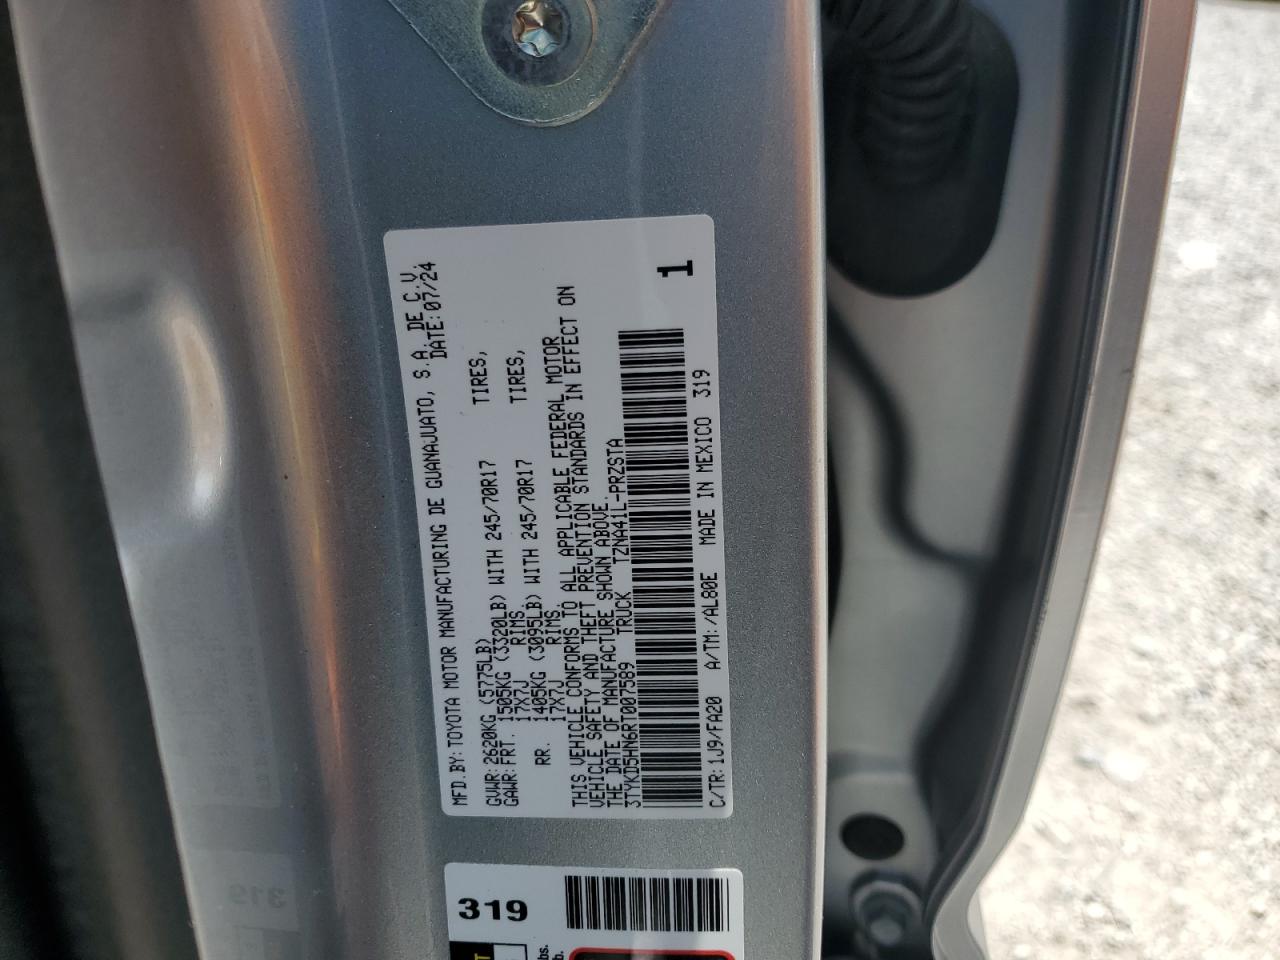 MFD.BY:TOYOTA MOTOR MANUFACTURING DE GUANAJUATO, S.A. DE C.V.
DATE:07/24
GVWR:2620KG (5775LB)
GAWR:FRT. 1505KG (3320LB) WITH 245/70R17 TIRES,
17X7J RIMS.
RR. 1405KG (3095LB) WITH 245/70R17 TIRES,
17X7J RIMS.
THIS VEHICLE CONFORMS TO ALL APPLICABLE FEDERAL MOTOR
VEHICLE SAFETY AND THEFT PREVENTION STANDARDS IN EFFECT ON
THE DATE OF MANUFACTURE SHOWN ABOVE.
3TYKD5HN6RT007589 TRUCK TZNA41L-PRZSTA
1
C/TR:1J9/FA20 A/TM:/AL80E MADE IN MEXICO 319
319